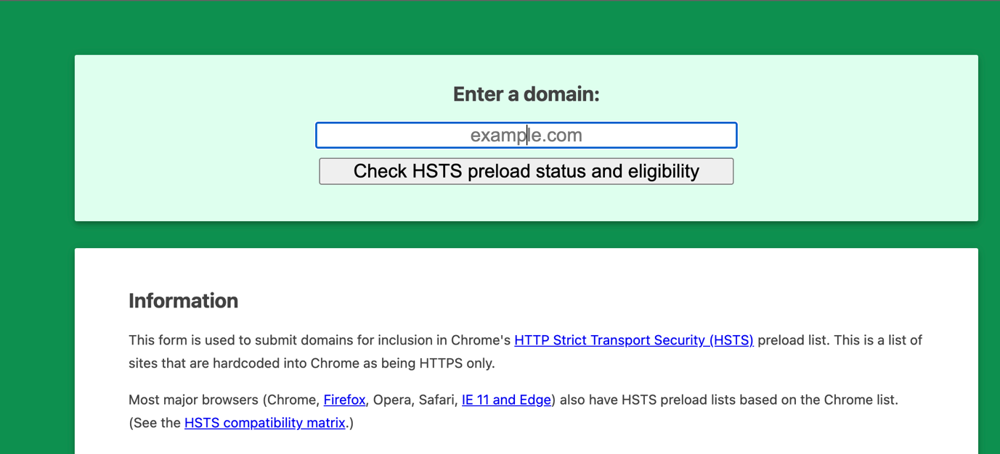 Enter a domain:
example.com
Check HSTS preload status and eligibility
Information
This form is used to submit domains for inclusion in Chrome's HTTP Strict Transport Security (HSTS) preload list. This is a list of
sites that are hardcoded into Chrome as being HTTPS only.
Most major browsers (Chrome, Firefox, Opera, Safari, IE 11 and Edge) also have HSTS preload lists based on the Chrome list.
(See the HSTS compatibility matrix.)